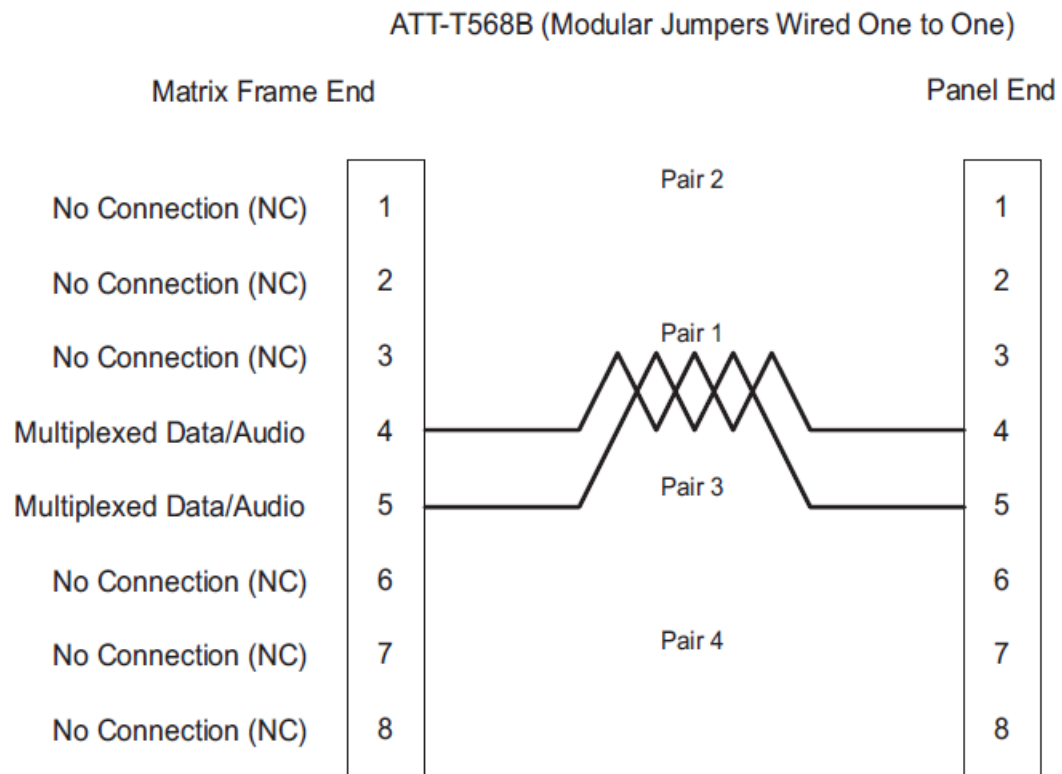 ATT-T568B (Modular Jumpers Wired One to One)
Matrix Frame End
Panel End
Pair 2
No Connection (NC) 1 1
No Connection (NC) 2 2
Pair 1
No Connection (NC) 3 3
Multiplexed Data/Audio 4 4
Pair 3
Multiplexed Data/Audio 5 5
No Connection (NC) 6 6
Pair 4
No Connection (NC) 7 7
No Connection (NC) 8 8